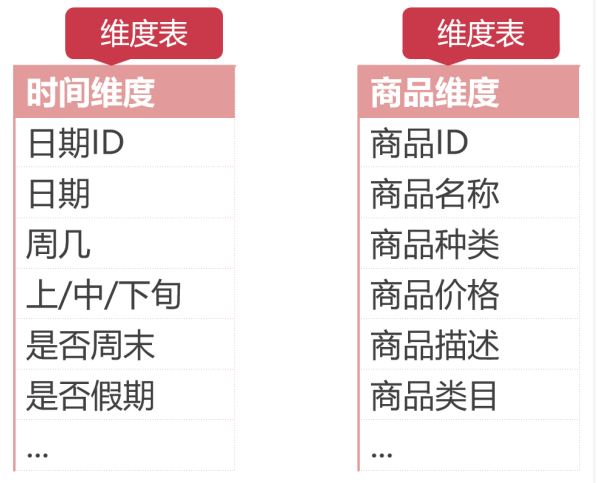 维度表
时间维度
日期ID
日期
周几
上/中/下旬
是否周末
是否假期
...
维度表
商品维度
商品ID
商品名称
商品种类
商品价格
商品描述
商品类目
...